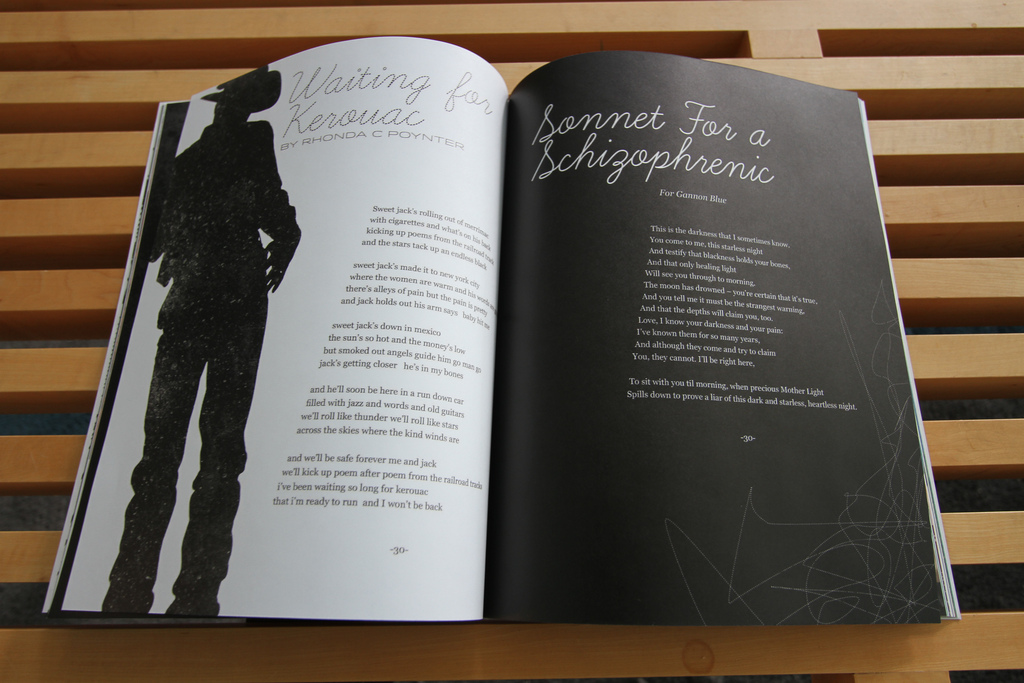 Waiting for
Kerouac
BY RHONDA C POYNTER
Sweet jack's rolling out of merrimac
with cigarettes and what's on his back
kicking up poems from the railroad track
and the stars tack up an endless black
sweet jack's made it to new york city
where the women are warm and his words
there's alleys of pain but the pain is pretty
and jack holds out his arm says baby hit me
sweet jack's down in mexico
the sun's so hot and the money's low
but smoked out angels guide him go man go
jack's getting closer he's in my bones
and he'll soon be here in a run down car
filled with jazz and words and old guitars
we'll roll like thunder we'll roll like stars
across the skies where the kind winds are
and we'll be safe forever me and jack
we'll kick up poem after poem from the railroad tracks
i've been waiting so long for kerouac
that i'm ready to run and I won't be back
-30-
Sonnet For a
Schizophrenic
For Gannon Blue
This is the darkness that I sometimes know.
You come to me, this starless night
And testify that blackness holds your bones,
And that only healing light
Will see you through to morning,
The moon has drowned – you're certain that it's true.
And you tell me it must be the strangest warning,
And that the depths will claim you, too.
Love, I know your darkness and your pain:
I've known them for so many years,
And although they come and try to claim
You, they cannot. I'll be right here,
To sit with you til morning, when precious Mother Light
Spills down to prove a liar of this dark and starless, heartless night.
-30-